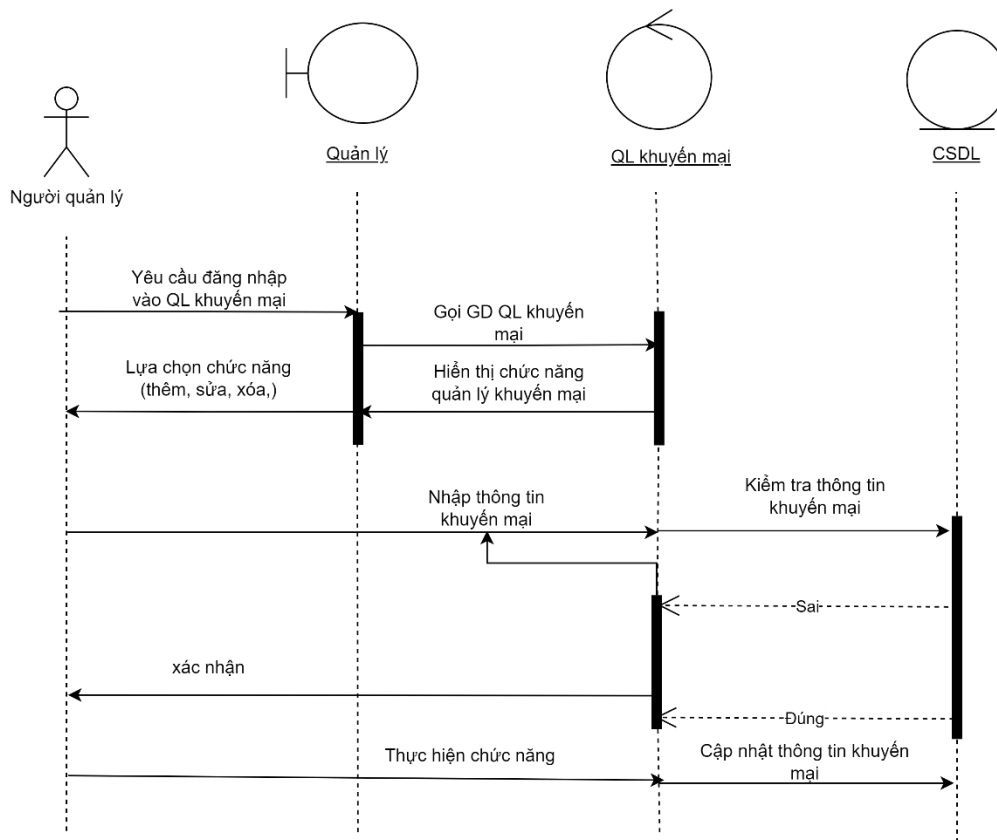 Quản lý
QL khuyến mại
CSDL
Người quản lý
Yêu cầu đăng nhập
vào QL khuyến mại
Gọi GD QL khuyến
mại
Lựa chọn chức năng
(thêm, sửa, xóa,)
Hiển thị chức năng
quản lý khuyến mại
Nhập thông tin
khuyến mại
Kiểm tra thông tin
khuyến mại
Sai
xác nhận
Đúng
Thực hiện chức năng
Cập nhật thông tin khuyến
mại